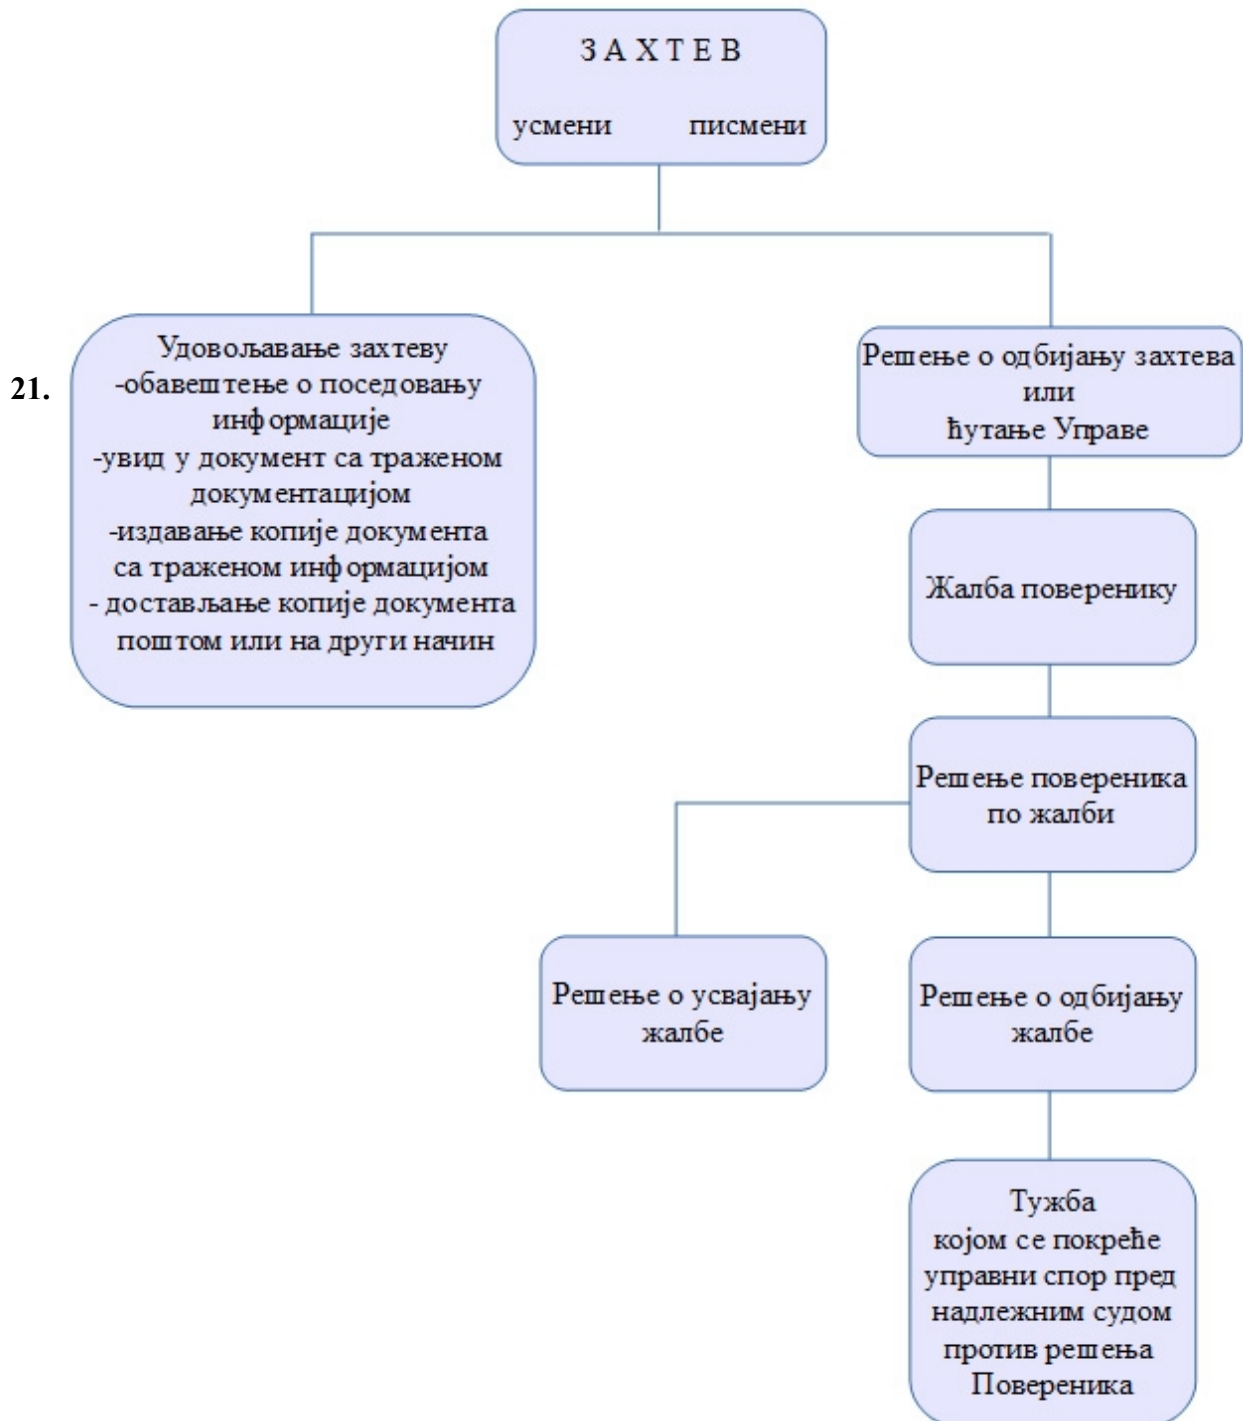 З А Х Т Е В
усмени писмени
21.
Удовољавање захтеву
-обавештење о поседовању
информације
-увид у документ са траженом
документацијом
-издавање копије документа
са траженом информацијом
- достављање копије документа
поштом или на други начин
Решење о одбијању захтева
или
ћутање Управе
Жалба поверенику
Решење повереника
по жалби
Решење о усвајању
жалбе
Решење о одбијању
жалбе
Тужба
којом се покреће
управни спор пред
надлежним судом
против решења
Повереника